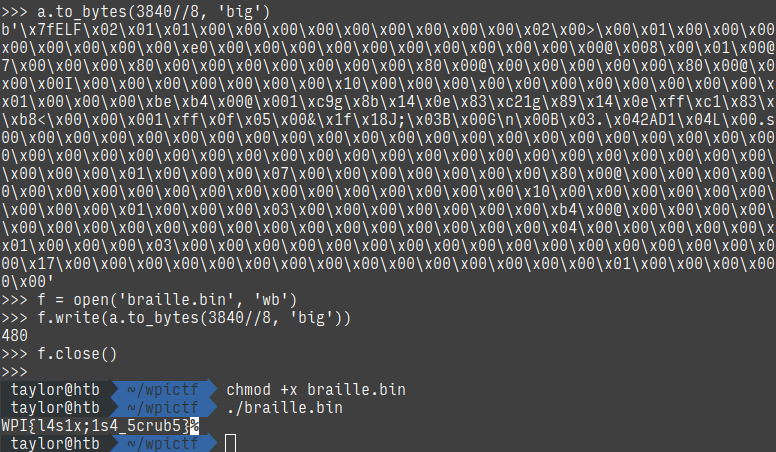 >>> a.to_bytes(3840//8, 'big')
b'\x7fELF\x02\x01\x01\x00\x00\x00\x00\x00\x00\x00\x00\x00\x02\x00>\x00\x01\x00\x00\x00
\x00\x00\x00\x00\x00\xe0\x00\x00\x00\x00\x00\x00\x00\x00\x00\x00\x00@\x008\x00\x01\x00@
7\x00\x00\x00\x80\x00\x00\x00\x00\x00\x00\x00\x80\x00@\x00\x00\x00\x00\x00\x80\x00@\x0
0\x00\x00I\x00\x00\x00\x00\x00\x00\x00\x10\x00\x00\x00\x00\x00\x00\x00\x00\x00\x00\x00\
x01\x00\x00\x00\xbe\xb4\x00@\x001\xc9g\x8b\x14\x0e\x83\xc21g\x89\x14\x0e\xff\xc1\x83\
\xb8<\x00\x00\x001\xff\x0f\x05\x00&\x1f\x18J;\x03B\x00G\n\x00B\x03.\x042AD1\x04L\x00.s
00\x00\x00\x00\x00\x00\x00\x00\x00\x00\x00\x00\x00\x00\x00\x00\x00\x00\x00\x00\x00\x0
0\x00\x00\x00\x00\x00\x00\x00\x00\x00\x00\x00\x00\x00\x00\x00\x00\x00\x00\x00\x00\x00\
\x00\x00\x00\x01\x00\x00\x00\x07\x00\x00\x00\x00\x00\x00\x00\x80\x00@\x00\x00\x00\x00\
0\x00\x00\x00\x00\x00\x00\x00\x00\x00\x00\x00\x00\x00\x10\x00\x00\x00\x00\x00\x00\x00\
\x00\x00\x00\x01\x00\x00\x00\x03\x00\x00\x00\x00\x00\x00\x00\xb4\x00@\x00\x00\x00\x00\
\x00\x00\x00\x00\x00\x00\x00\x00\x00\x00\x00\x00\x00\x04\x00\x00\x00\x00\x00\x00\x00\
x01\x00\x00\x00\x03\x00\x00\x00\x00\x00\x00\x00\x00\x00\x00\x00\x00\x00\x00\x00\x00\x0
00\x17\x00\x00\x00\x00\x00\x00\x00\x00\x00\x00\x00\x00\x00\x00\x00\x01\x00\x00\x00\x00
0\x00'
>>> f = open('braille.bin', 'wb')
>>> f.write(a.to_bytes(3840//8, 'big'))
480
>>> f.close()
>>>
taylor@htb ~/wpictf chmod +x braille.bin
taylor@htb ~/wpictf ./braille.bin
WPI{l4s1x;1s4_5crub5}%
taylor@htb ~/wpictf